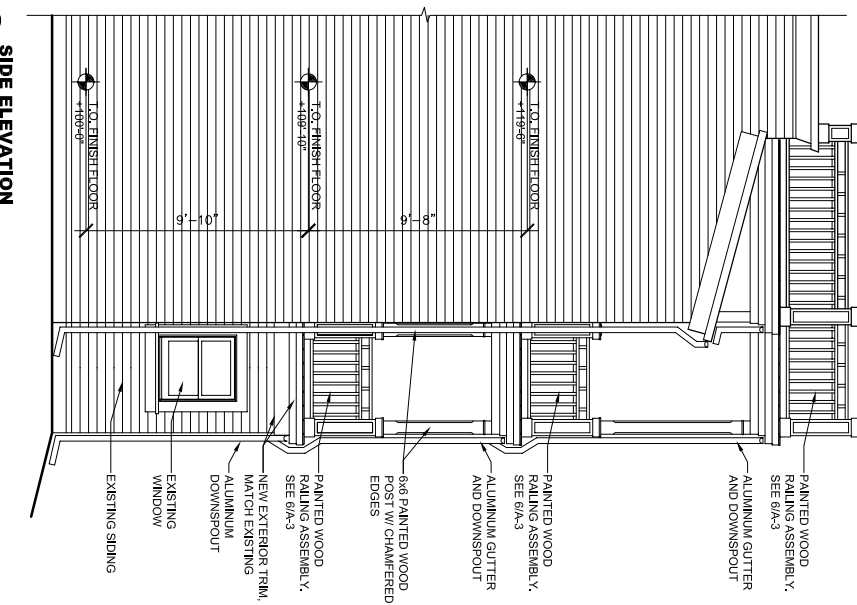 PAINTED WOOD
RAILING ASSEMBLY.
SEE 6/A-3
ALUMINUM GUTTER
AND DOWNSPOUT
T.O. FINISH FLOOR
+119'-6"
PAINTED WOOD
RAILING ASSEMBLY.
SEE 6/A-3
ALUMINUM GUTTER
AND DOWNSPOUT
9'-8"
6x6 PAINTED WOOD
POST W/ CHAMFERED
EDGES
T.O. FINISH FLOOR
+109'-10"
PAINTED WOOD
RAILING ASSEMBLY.
SEE 6/A-3
NEW EXTERIOR TRIM,
MATCH EXISTING
9'-10"
ALUMINUM
DOWNSPOUT
EXISTING
WINDOW
T.O. FINISH FLOOR
+100'-0"
EXISTING SIDING
SIDE ELEVATION